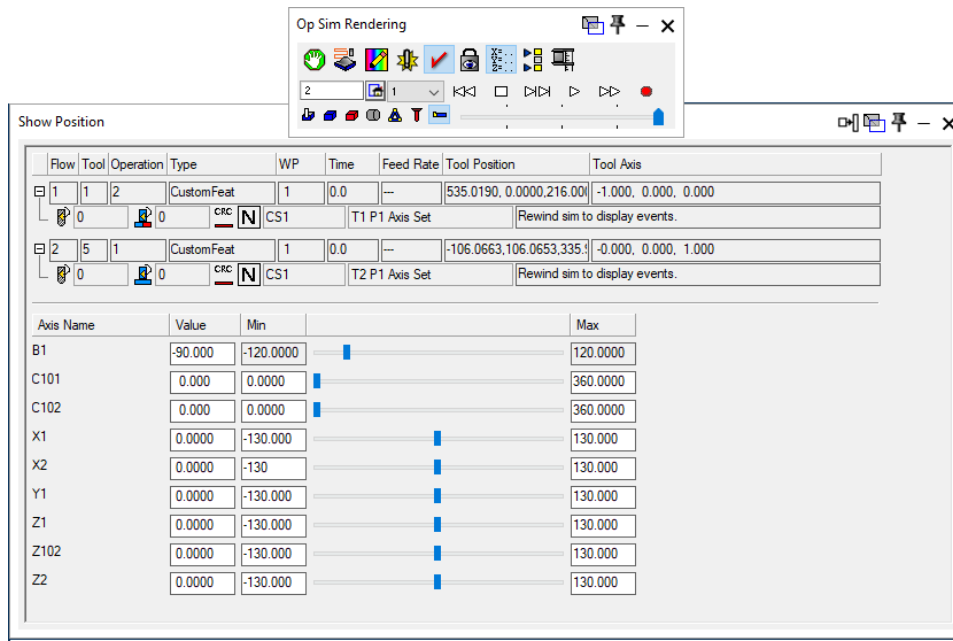 Op Sim Rendering
X=
Y=
Z=
2 1
Show Position
Flow Tool Operation Type WP Time Feed Rate Tool Position Tool Axis
1 1 2 CustomFeat 1 0.0 --- 535.0190, 0.0000,216.00 -1.000, 0.000, 0.000
0 0 CRC N CS1 T1 P1 Axis Set Rewind sim to display events.
2 5 1 CustomFeat 1 0.0 --- -106.0663,106.0653,335. -0.000, 0.000, 1.000
0 0 CRC N CS1 T2 P1 Axis Set Rewind sim to display events.
Axis Name Value Min Max
B1 -90.000 -120.0000 120.0000
C101 0.000 0.0000 360.0000
C102 0.000 0.0000 360.0000
X1 0.0000 -130.000 130.000
X2 0.0000 -130 130.000
Y1 0.0000 -130.000 130.000
Z1 0.0000 -130.000 130.000
Z102 0.0000 -130.000 130.000
Z2 0.0000 -130.000 130.000